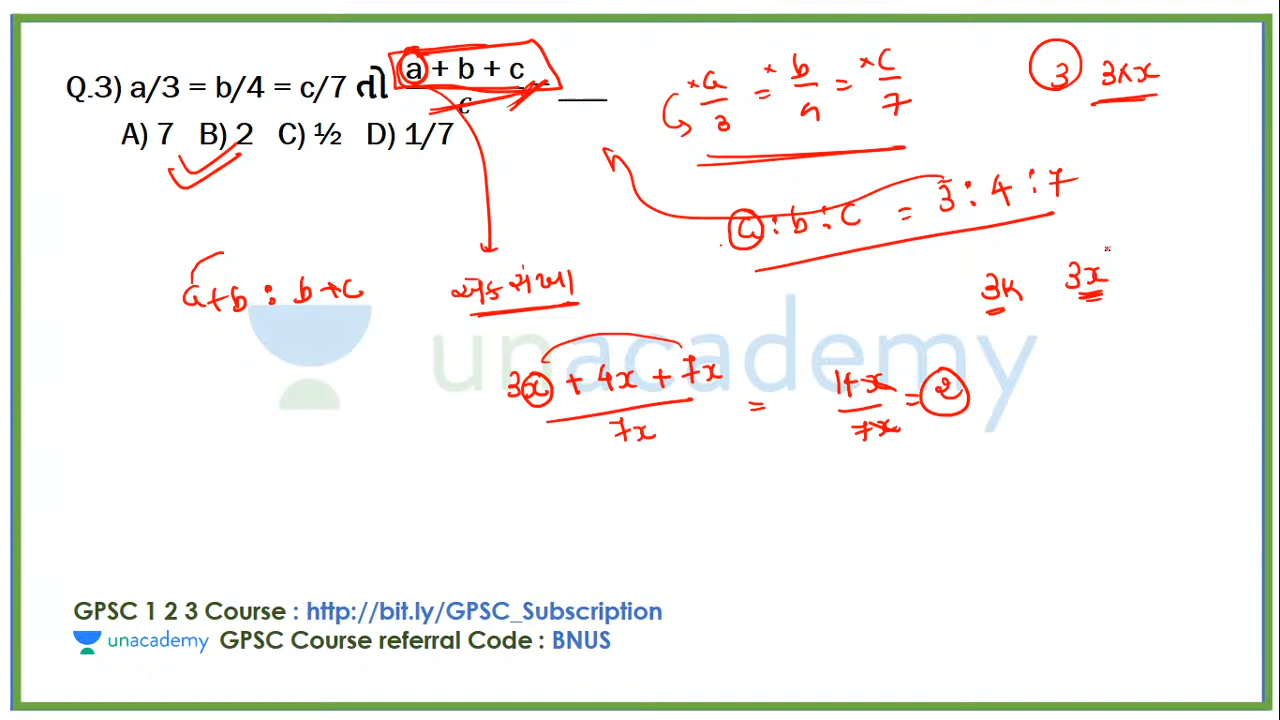 Q.3) a/3 = b/4 = c/7 તો a + b + c / c ___
A) 7 B) 2 C) ½ D) 1/7
a/3 = b/4 = c/7
3 3×x
a : b : c = 3 : 4 : 7
a+b : b+c
એક સંખ્યા
3k 3x
3x + 4x + 7x / 7x = 14x / 7x = 2
unacademy
GPSC 1 2 3 Course : http://bit.ly/GPSC_Subscription
unacademy GPSC Course referral Code : BNUS